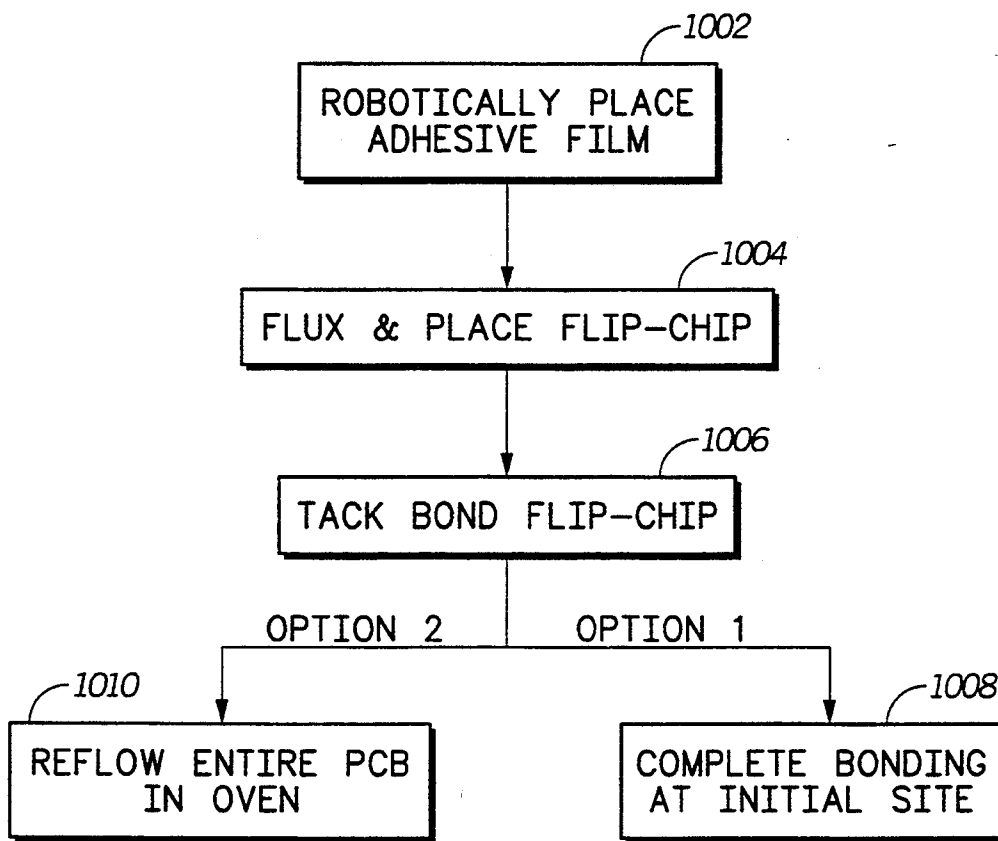 1002
ROBOTICALLY PLACE
ADHESIVE FILM
1004
FLUX & PLACE FLIP-CHIP
1006
TACK BOND FLIP-CHIP
OPTION 2
OPTION 1
1010
REFLOW ENTIRE PCB
IN OVEN
1008
COMPLETE BONDING
AT INITIAL SITE